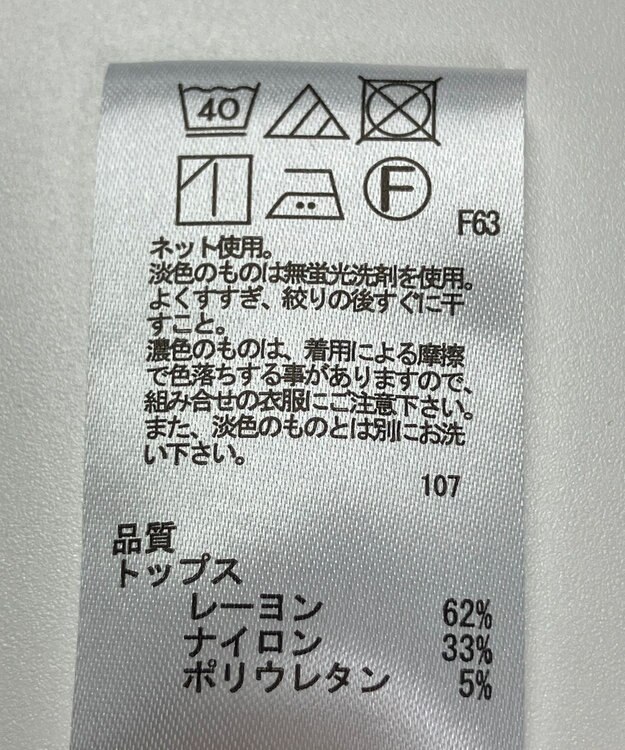 40
F
F63
ネット使用。
淡色のものは無蛍光洗剤を使用。
よくすすぎ、絞りの後すぐに干
すこと。
濃色のものは、着用による摩擦
で色落ちする事がありますので、
組み合せの衣服にご注意下さい。
また、淡色のものとは別にお洗
い下さい。
107
品質
トップス
レーヨン 62%
ナイロン 33%
ポリウレタン 5%